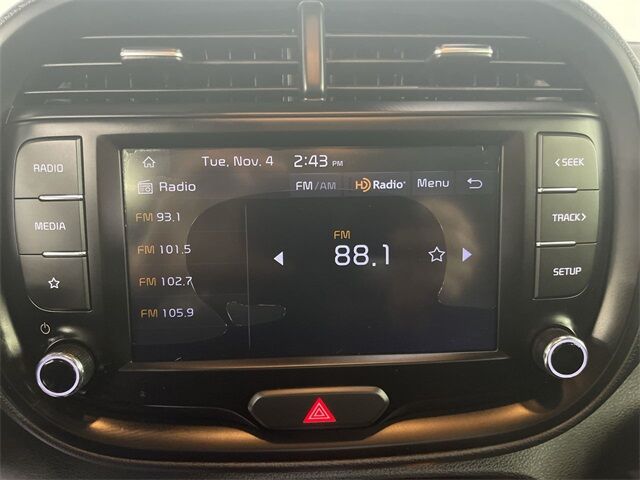 Tue, Nov. 4 2:43 PM
Radio FM/AM HD Radio Menu
FM 93.1
FM 101.5
FM 102.7
FM 105.9
FM
88.1
RADIO
MEDIA
< SEEK
TRACK >
SETUP